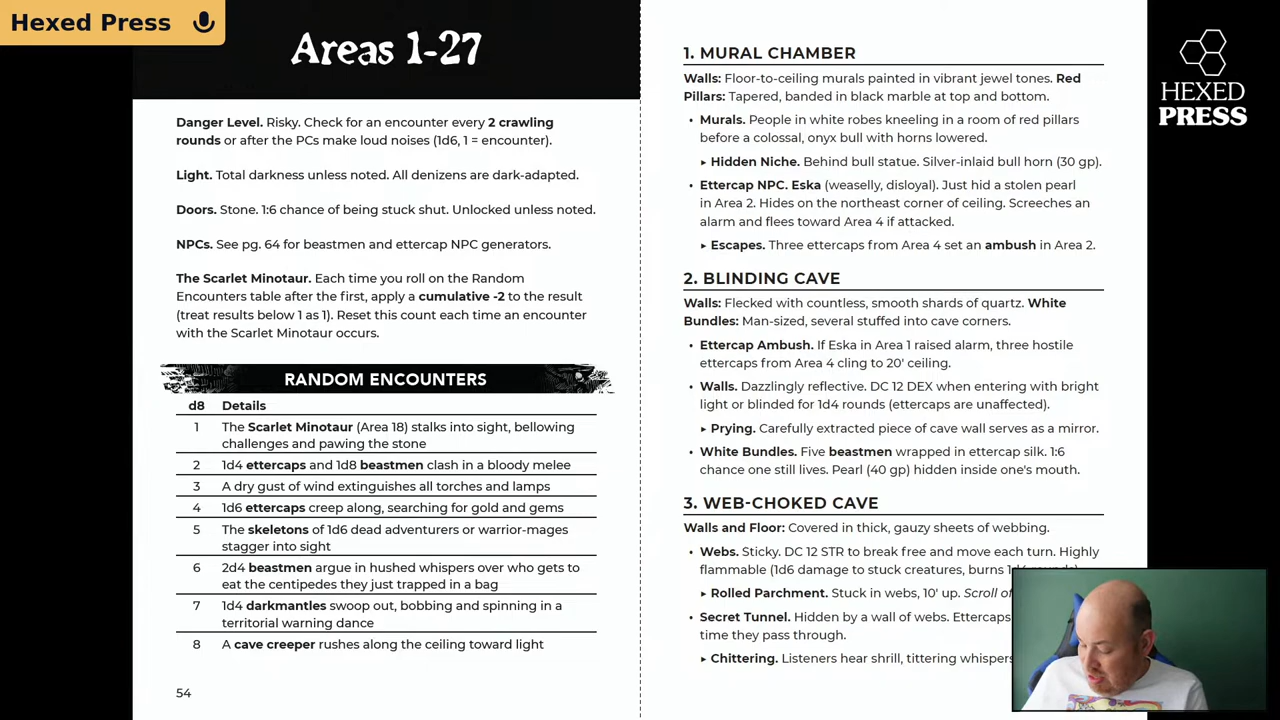 Hexed Press
Areas 1-27
Danger Level. Risky. Check for an encounter every 2 crawling
rounds or after the PCs make loud noises (1d6, 1 = encounter).
Light. Total darkness unless noted. All denizens are dark-adapted.
Doors. Stone. 1:6 chance of being stuck shut. Unlocked unless noted.
NPCs. See pg. 64 for beastmen and ettercap NPC generators.
The Scarlet Minotaur. Each time you roll on the Random
Encounters table after the first, apply a cumulative -2 to the result
(treat results below 1 as 1). Reset this count each time an encounter
with the Scarlet Minotaur occurs.
RANDOM ENCOUNTERS
d8 Details
1 The Scarlet Minotaur (Area 18) stalks into sight, bellowing
challenges and pawing the stone
2 1d4 ettercaps and 1d8 beastmen clash in a bloody melee
3 A dry gust of wind extinguishes all torches and lamps
4 1d6 ettercaps creep along, searching for gold and gems
5 The skeletons of 1d6 dead adventurers or warrior-mages
stagger into sight
6 2d4 beastmen argue in hushed whispers over who gets to
eat the centipedes they just trapped in a bag
7 1d4 darkmantles swoop out, bobbing and spinning in a
territorial warning dance
8 A cave creeper rushes along the ceiling toward light
54
1. MURAL CHAMBER
Walls: Floor-to-ceiling murals painted in vibrant jewel tones. Red
Pillars: Tapered, banded in black marble at top and bottom.
• Murals. People in white robes kneeling in a room of red pillars
before a colossal, onyx bull with horns lowered.
▸ Hidden Niche. Behind bull statue. Silver-inlaid bull horn (30 gp).
• Ettercap NPC. Eska (weaselly, disloyal). Just hid a stolen pearl
in Area 2. Hides on the northeast corner of ceiling. Screeches an
alarm and flees toward Area 4 if attacked.
▸ Escapes. Three ettercaps from Area 4 set an ambush in Area 2.
2. BLINDING CAVE
Walls: Flecked with countless, smooth shards of quartz. White
Bundles: Man-sized, several stuffed into cave corners.
• Ettercap Ambush. If Eska in Area 1 raised alarm, three hostile
ettercaps from Area 4 cling to 20' ceiling.
• Walls. Dazzlingly reflective. DC 12 DEX when entering with bright
light or blinded for 1d4 rounds (ettercaps are unaffected).
▸ Prying. Carefully extracted piece of cave wall serves as a mirror.
• White Bundles. Five beastmen wrapped in ettercap silk. 1:6
chance one still lives. Pearl (40 gp) hidden inside one's mouth.
3. WEB-CHOKED CAVE
Walls and Floor: Covered in thick, gauzy sheets of webbing.
• Webs. Sticky. DC 12 STR to break free and move each turn. Highly
flammable (1d6 damage to stuck creatures, burns 1d4 rounds).
▸ Rolled Parchment. Stuck in webs, 10' up. Scroll of
• Secret Tunnel. Hidden by a wall of webs. Ettercaps
time they pass through.
▸ Chittering. Listeners hear shrill, tittering whispers
HEXED
PRESS